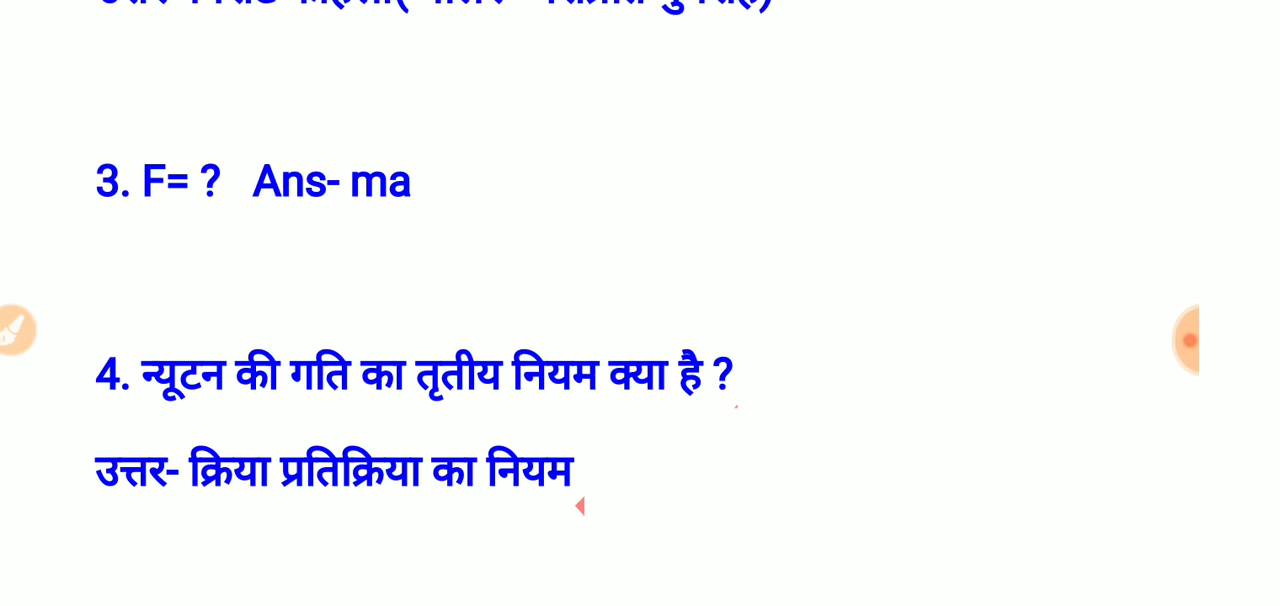 3. F= ? Ans- ma
4. न्यूटन की गति का तृतीय नियम क्या है ?
उत्तर- क्रिया प्रतिक्रिया का नियम